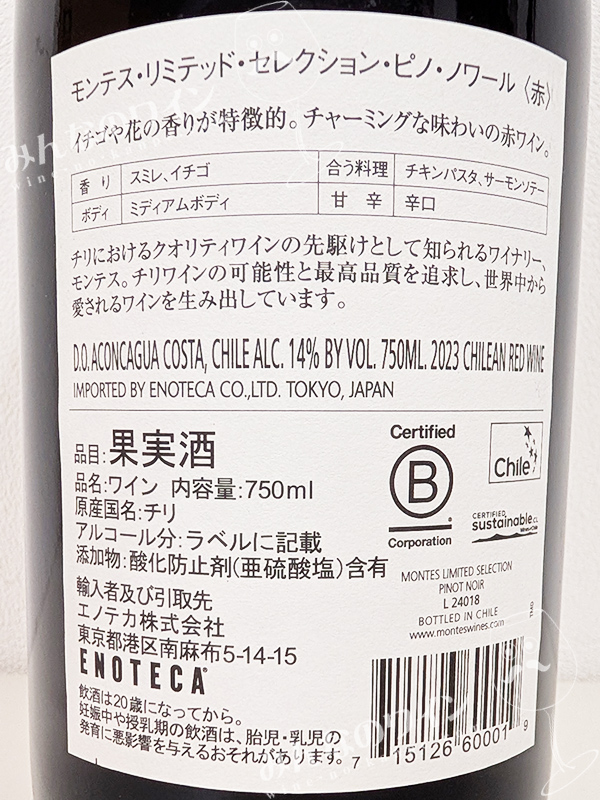 モンテス・リミテッド・セレクション・ピノ・ノワール〈赤〉
イチゴや花の香りが特徴的。チャーミングな味わいの赤ワイン。
香り スミレ、イチゴ 合う料理 チキンパスタ、サーモンソテー
ボディ ミディアムボディ 甘辛 辛口
チリにおけるクオリティワインの先駆けとして知られるワイナリー、
モンテス。チリワインの可能性と最高品質を追求し、世界中から
愛されるワインを生み出しています。
D.O. ACONCAGUA COSTA, CHILE ALC. 14% BY VOL. 750ML. 2023 CHILEAN RED WINE
IMPORTED BY ENOTECA CO.,LTD. TOKYO, JAPAN
品目:果実酒
品名:ワイン 内容量:750ml
原産国名:チリ
アルコール分:ラベルに記載
添加物:酸化防止剤(亜硫酸塩)含有
輸入者及び引取先
エノテカ株式会社
東京都港区南麻布5-14-15
ENOTECA®
飲酒は20歳になってから。
妊娠中や授乳期の飲酒は、胎児・乳児の
発育に悪影響を与えるおそれがあります。
Certified
B
®
Corporation
Chile
CERTIFIED
sustainable.CL
Wines of Chile
MONTES LIMITED SELECTION
PINOT NOIR
L 24018
BOTTLED IN CHILE
www.monteswines.com
7 15126 60001 9
みんなのワイン